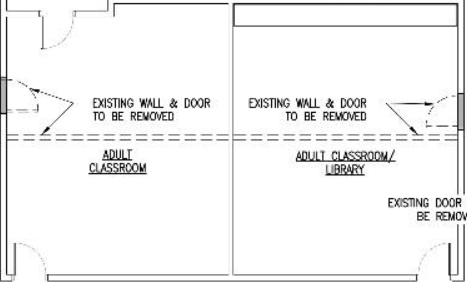 EXISTING WALL & DOOR
TO BE REMOVED
EXISTING WALL & DOOR
TO BE REMOVED
ADULT
CLASSROOM
ADULT CLASSROOM/
LIBRARY
EXISTING DOOR
BE REMOV